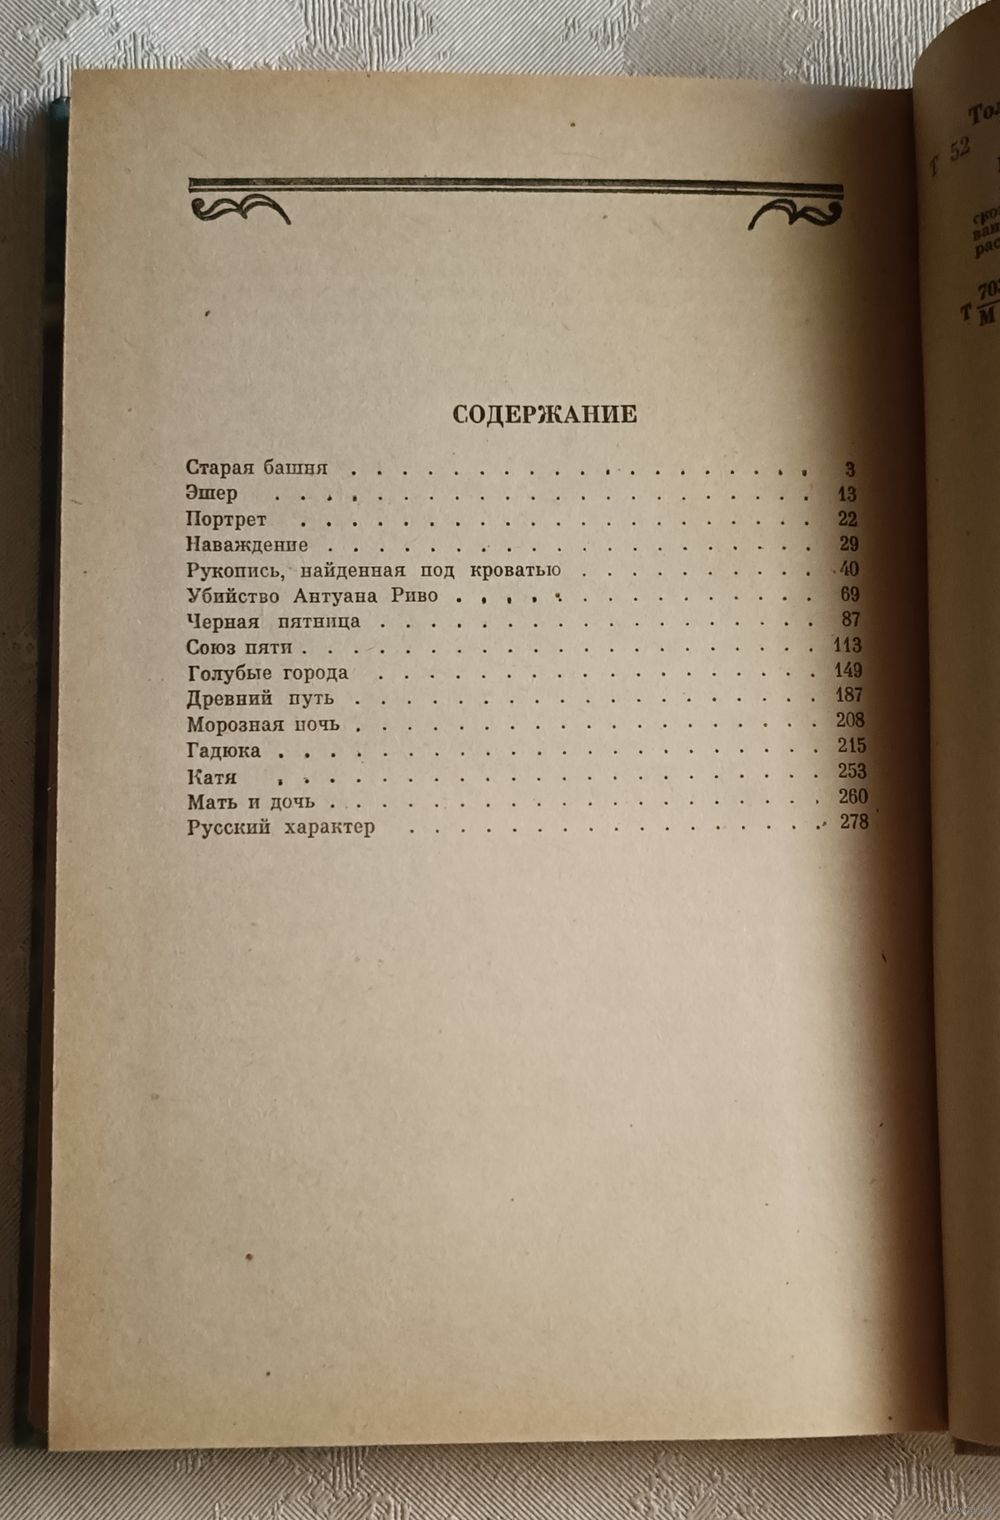 СОДЕРЖАНИЕ
Старая башня . . . . . . . . . . . . . . . . . . . 3
Эшер . . . . . . . . . . . . . . . . . . . . . . 13
Портрет . . . . . . . . . . . . . . . . . . . . . 22
Наваждение . . . . . . . . . . . . . . . . . . . . 29
Рукопись, найденная под кроватью . . . . . . . . . . 40
Убийство Антуана Риво . . . . . . . . . . . . . . . 69
Черная пятница . . . . . . . . . . . . . . . . . . 87
Союз пяти . . . . . . . . . . . . . . . . . . . . . 113
Голубые города . . . . . . . . . . . . . . . . . . 149
Древний путь . . . . . . . . . . . . . . . . . . . 187
Морозная ночь . . . . . . . . . . . . . . . . . . . 208
Гадюка . . . . . . . . . . . . . . . . . . . . . . 215
Катя . . . . . . . . . . . . . . . . . . . . . . 253
Мать и дочь . . . . . . . . . . . . . . . . . . . . 260
Русский характер . . . . . . . . . . . . . . . . . 278
Т 52
Т
М